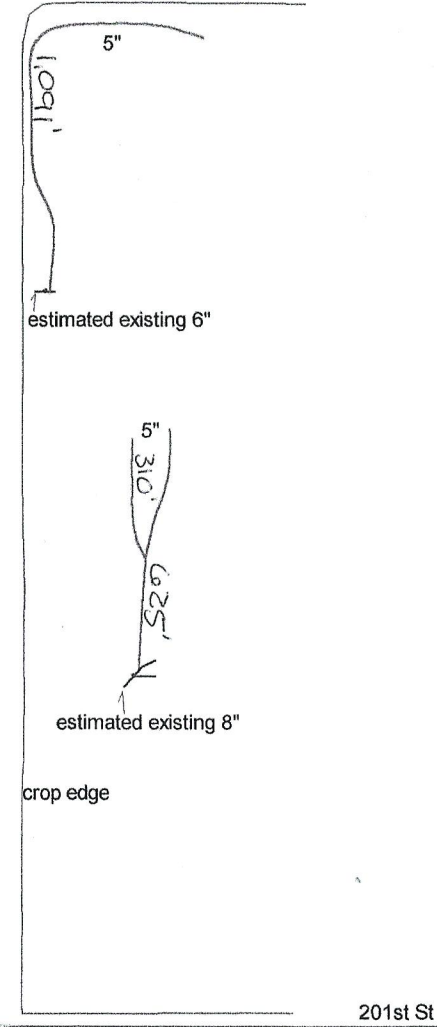 5"
1,091'
estimated existing 6"
5"
310'
625'
estimated existing 8"
crop edge
201st St